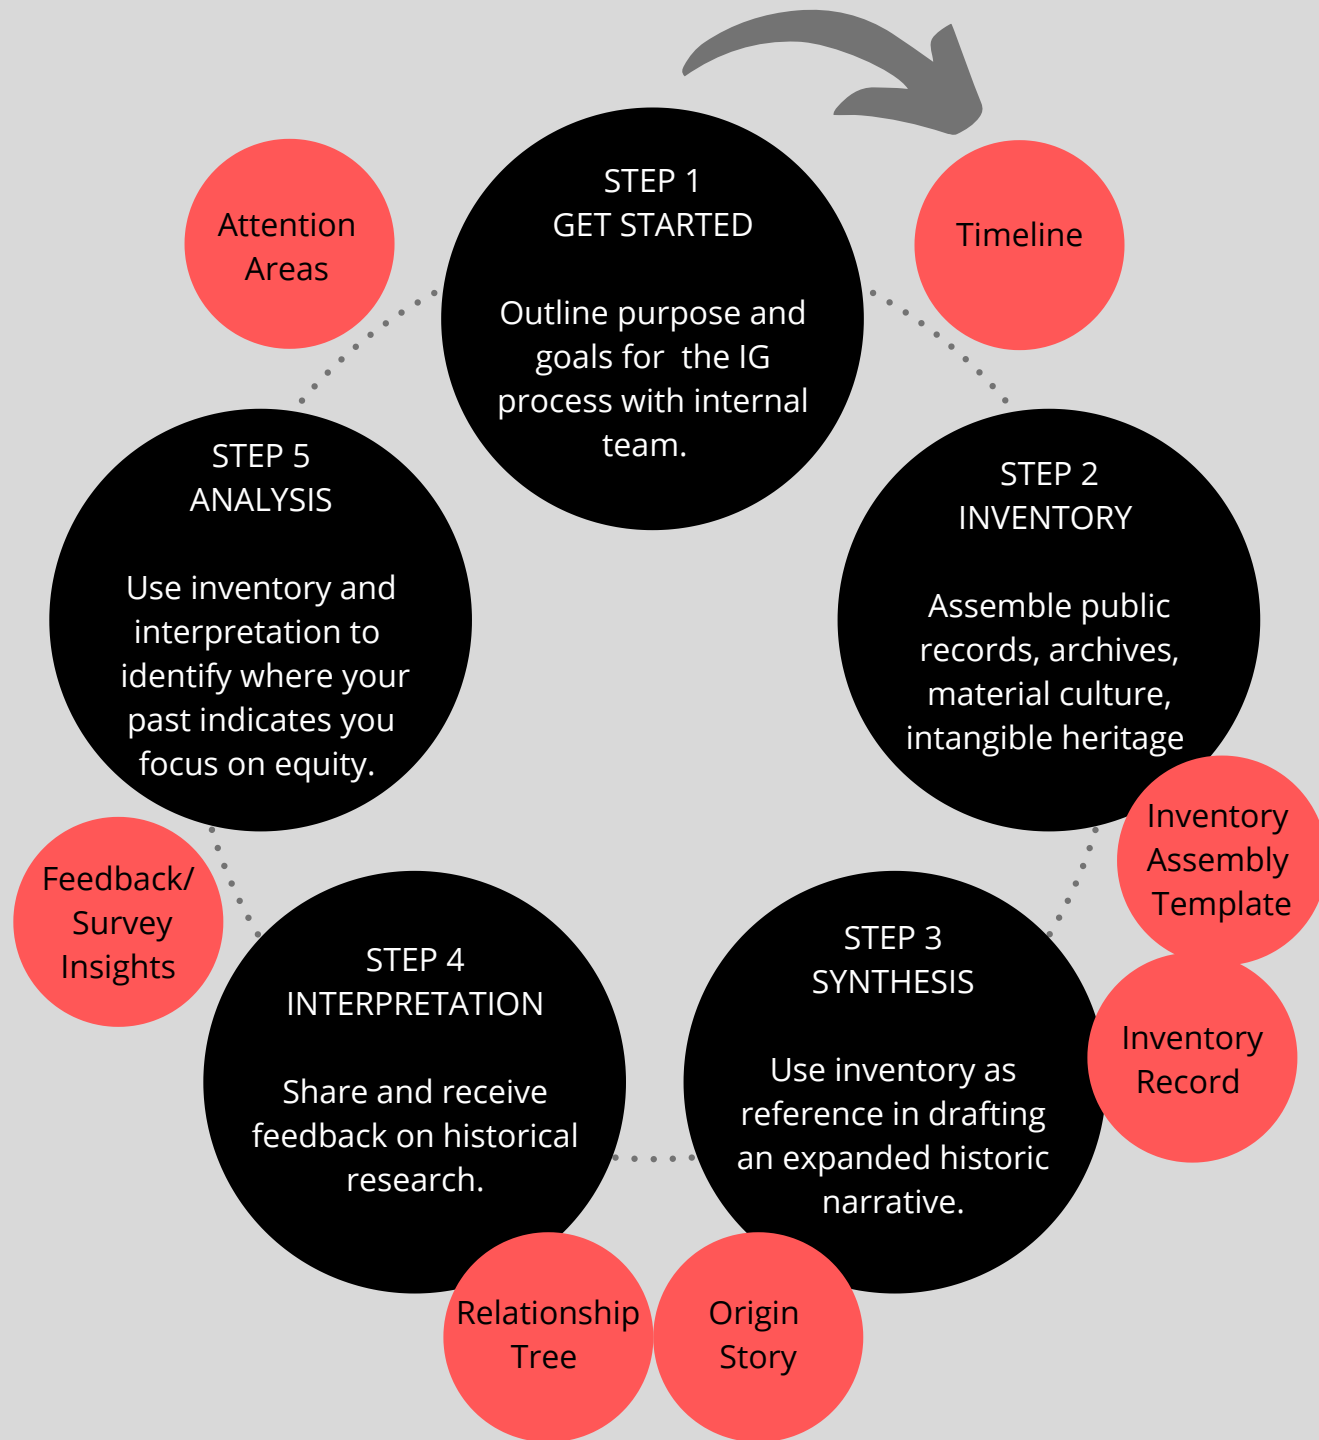 STEP 1
GET STARTED
Outline purpose and
goals for the IG
process with internal
team.
Timeline
STEP 2
INVENTORY
Assemble public
records, archives,
material culture,
intangible heritage
Inventory
Assembly
Template
Inventory
Record
STEP 3
SYNTHESIS
Use inventory as
reference in drafting
an expanded historic
narrative.
Origin
Story
Relationship
Tree
STEP 4
INTERPRETATION
Share and receive
feedback on historical
research.
Feedback/
Survey
Insights
STEP 5
ANALYSIS
Use inventory and
interpretation to
identify where your
past indicates you
focus on equity.
Attention
Areas